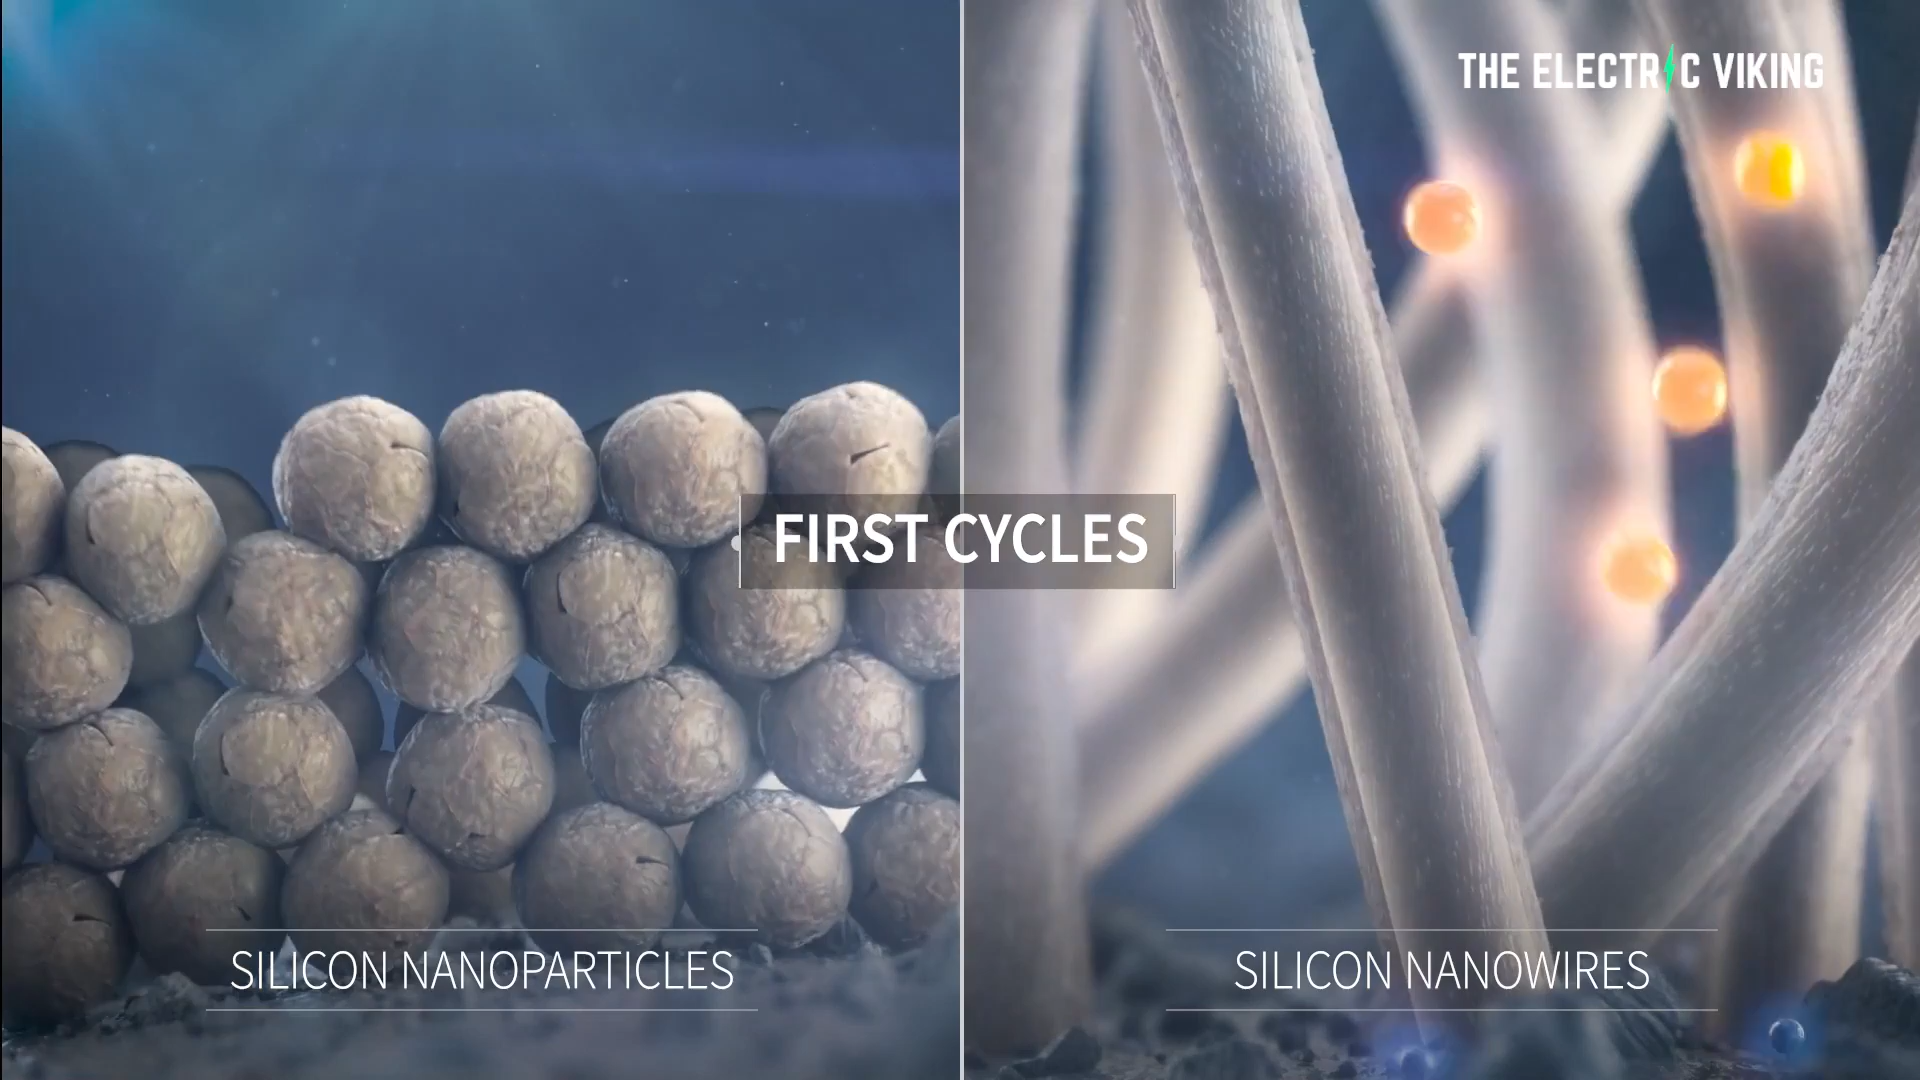 THE ELECTRIC VIKING
FIRST CYCLES
SILICON NANOPARTICLES
SILICON NANOWIRES